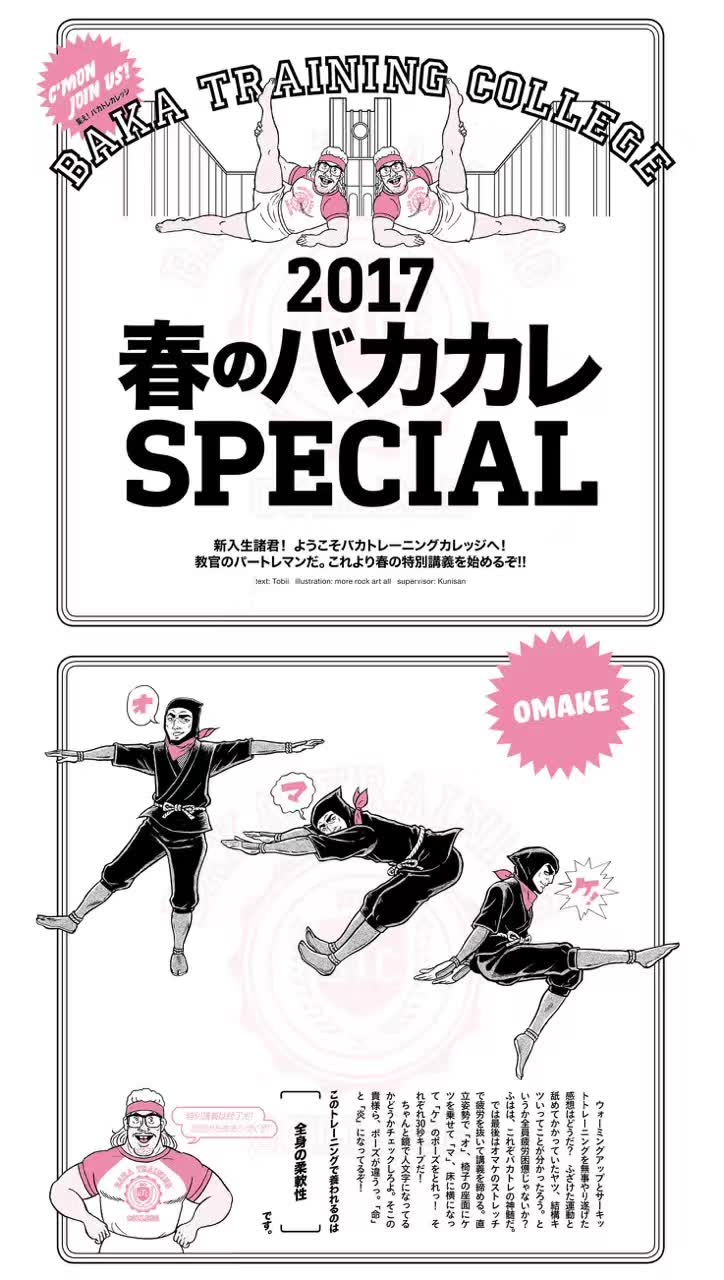 C'MON
JOIN US!
集え! バカトレカレッジ
BAKA TRAINING COLLEGE
2017
春のバカカレ
SPECIAL
新入生諸君! ようこそバカトレーニングカレッジへ!
教官のパートレマンだ。これより春の特別講義を始めるぞ!!
text: Tobii illustration: more rock art all supervisor: Kunisan
OMAKE
オ
マ
ケ!
ウォーミングアップとサーキッ
トトレーニングを無事やり遂げた
感想はどうだ? ふざけた運動と
舐めてかかっていたヤツ、結構キ
ツいってことが分かったろう。と
いうか全員疲労困憊じゃないか?
ふはは、これぞバカトレの神髄だ。
では最後はオマケのストレッチ
で疲労を抜いて講義を締める。直
立姿勢で「オ」、椅子の座面にケ
ツを乗せて「マ」、床に横になっ
て「ケ」のポーズをとれっ! そ
れぞれ30秒キープだ!
ちゃんと鏡で人文字になってる
かどうかチェックしろよ。そこの
貴様ら、ポーズが違うっ。「命」
と「炎」になってるぞ!
このトレーニングで養われるのは
全身の柔軟性
です。
特別講義は終了だ!
BAKA TRAINING
COLLEGE